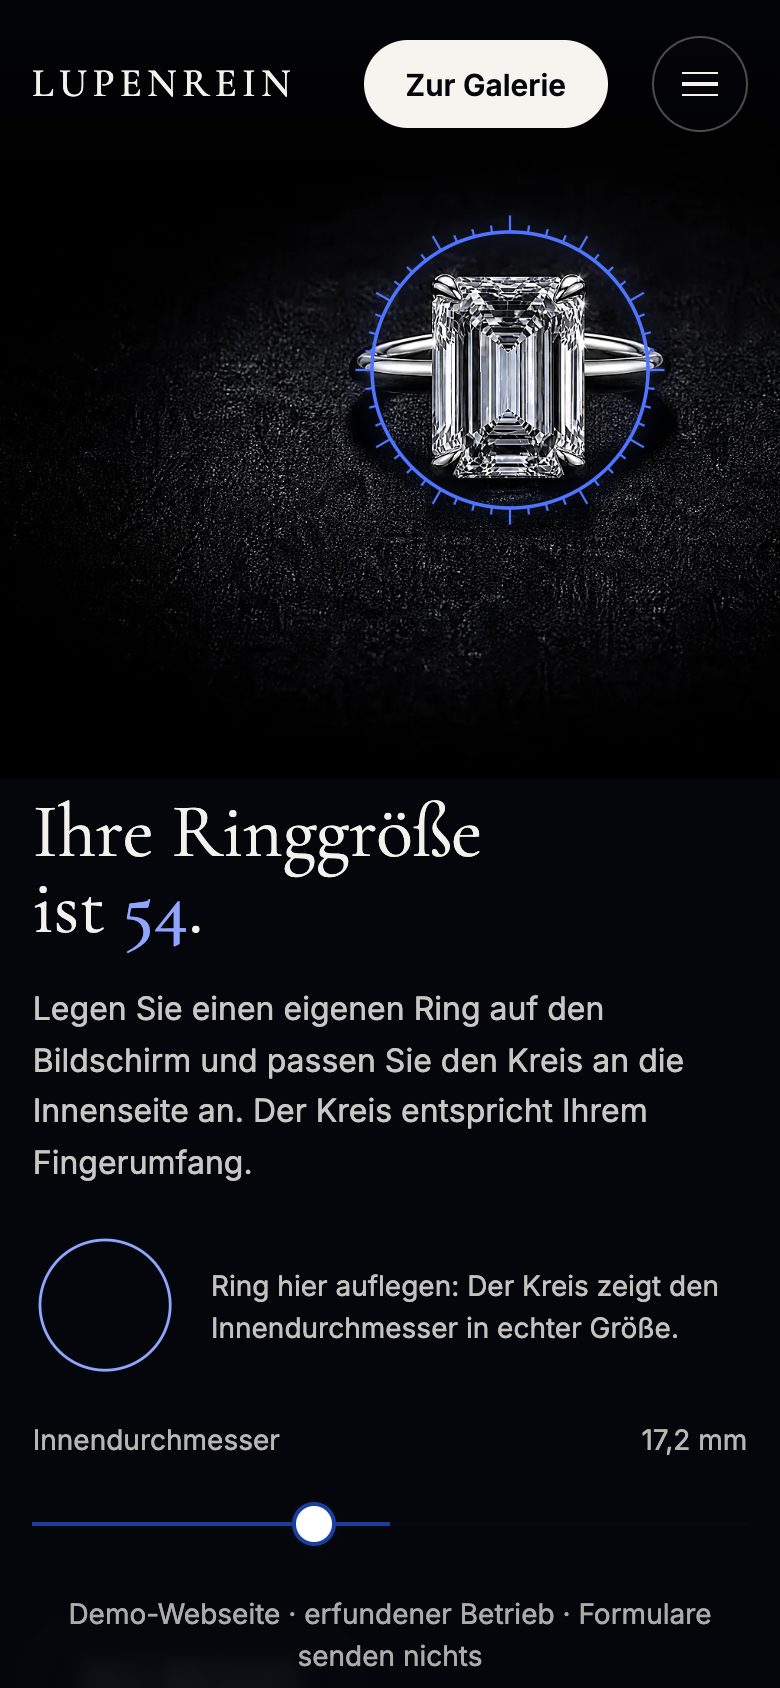 LUPENREIN
Zur Galerie
Ihre Ringgröße
ist 54.
Legen Sie einen eigenen Ring auf den
Bildschirm und passen Sie den Kreis an die
Innenseite an. Der Kreis entspricht Ihrem
Fingerumfang.
Ring hier auflegen: Der Kreis zeigt den
Innendurchmesser in echter Größe.
Innendurchmesser 17,2 mm
Demo-Webseite · erfundener Betrieb · Formulare
senden nichts